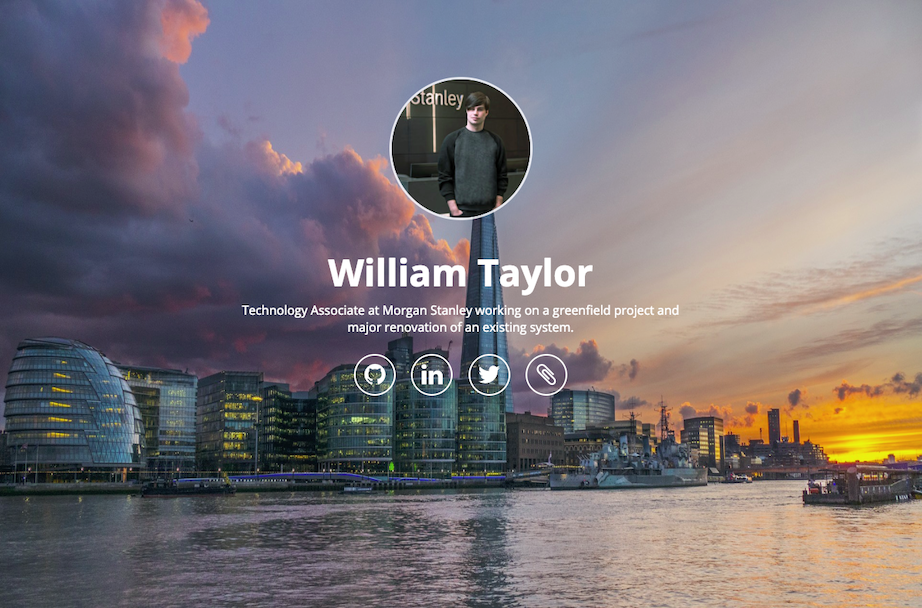 Stanley
William Taylor
Technology Associate at Morgan Stanley working on a greenfield project and
major renovation of an existing system.
in